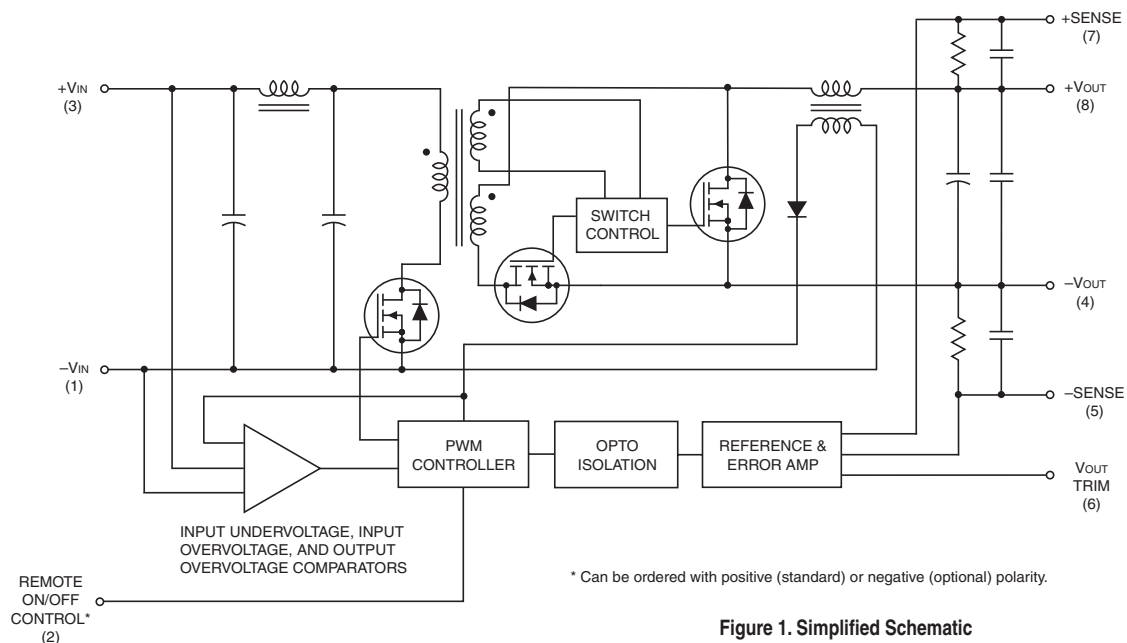 +SENSE
(7)
+VIN
(3)
+VOUT
(8)
SWITCH
CONTROL
–VOUT
(4)
–VIN
(1)
–SENSE
(5)
PWM
CONTROLLER
OPTO
ISOLATION
REFERENCE &
ERROR AMP
VOUT
TRIM
(6)
INPUT UNDERVOLTAGE, INPUT
OVERVOLTAGE, AND OUTPUT
OVERVOLTAGE COMPARATORS
REMOTE
ON/OFF
CONTROL*
(2)
* Can be ordered with positive (standard) or negative (optional) polarity.
Figure 1. Simplified Schematic